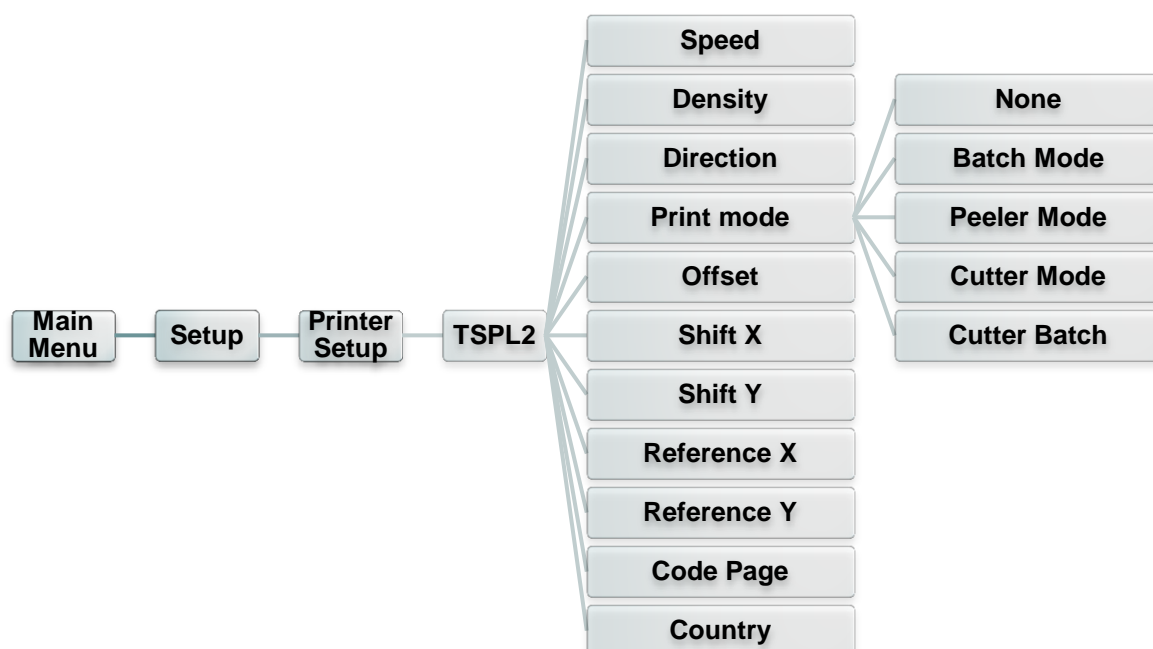 Main
Menu
Setup
Printer
Setup
TSPL2
Speed
Density
Direction
Print mode
Offset
Shift X
Shift Y
Reference X
Reference Y
Code Page
Country
None
Batch Mode
Peeler Mode
Cutter Mode
Cutter Batch